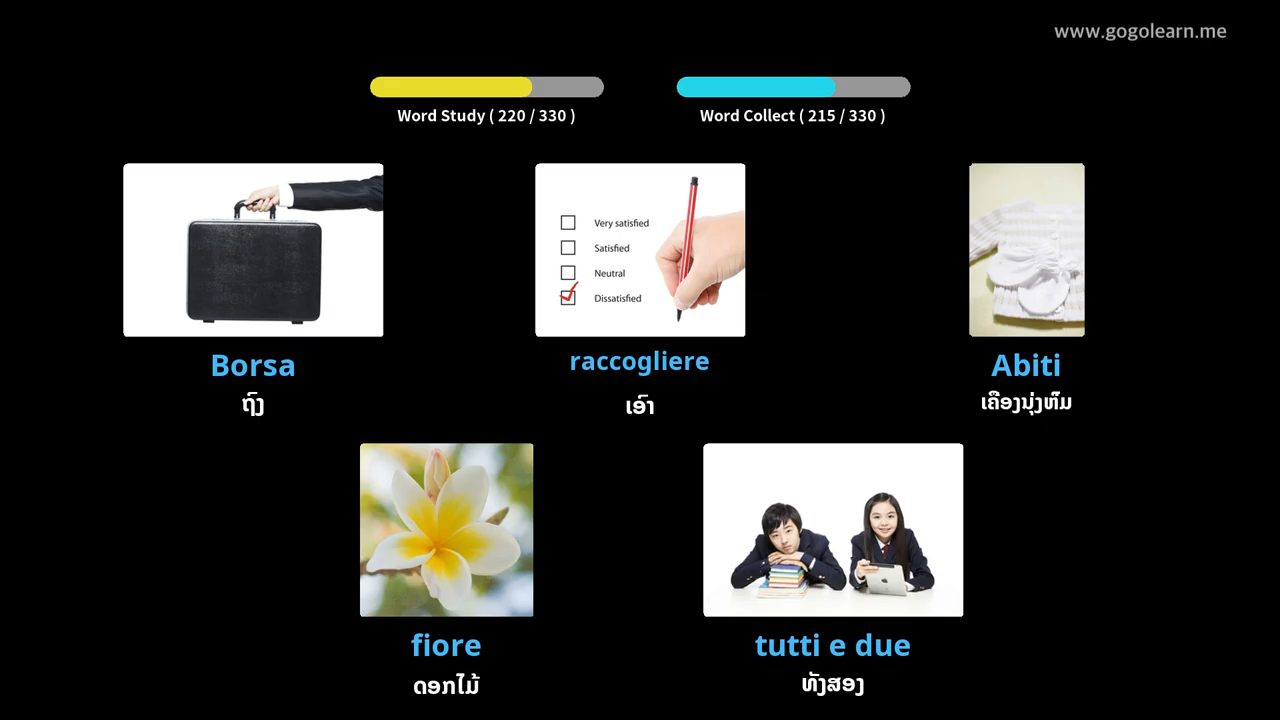 www.gogolearn.me
Word Study ( 220 / 330 )
Word Collect ( 215 / 330 )
Very satisfied
Satisfied
Neutral
Dissatisfied
Borsa
ຖົງ
raccogliere
ເອົາ
Abiti
ເຄືອງນຸ່ງຫົ່ມ
fiore
ດອກໄມ້
tutti e due
ທັງສອງ